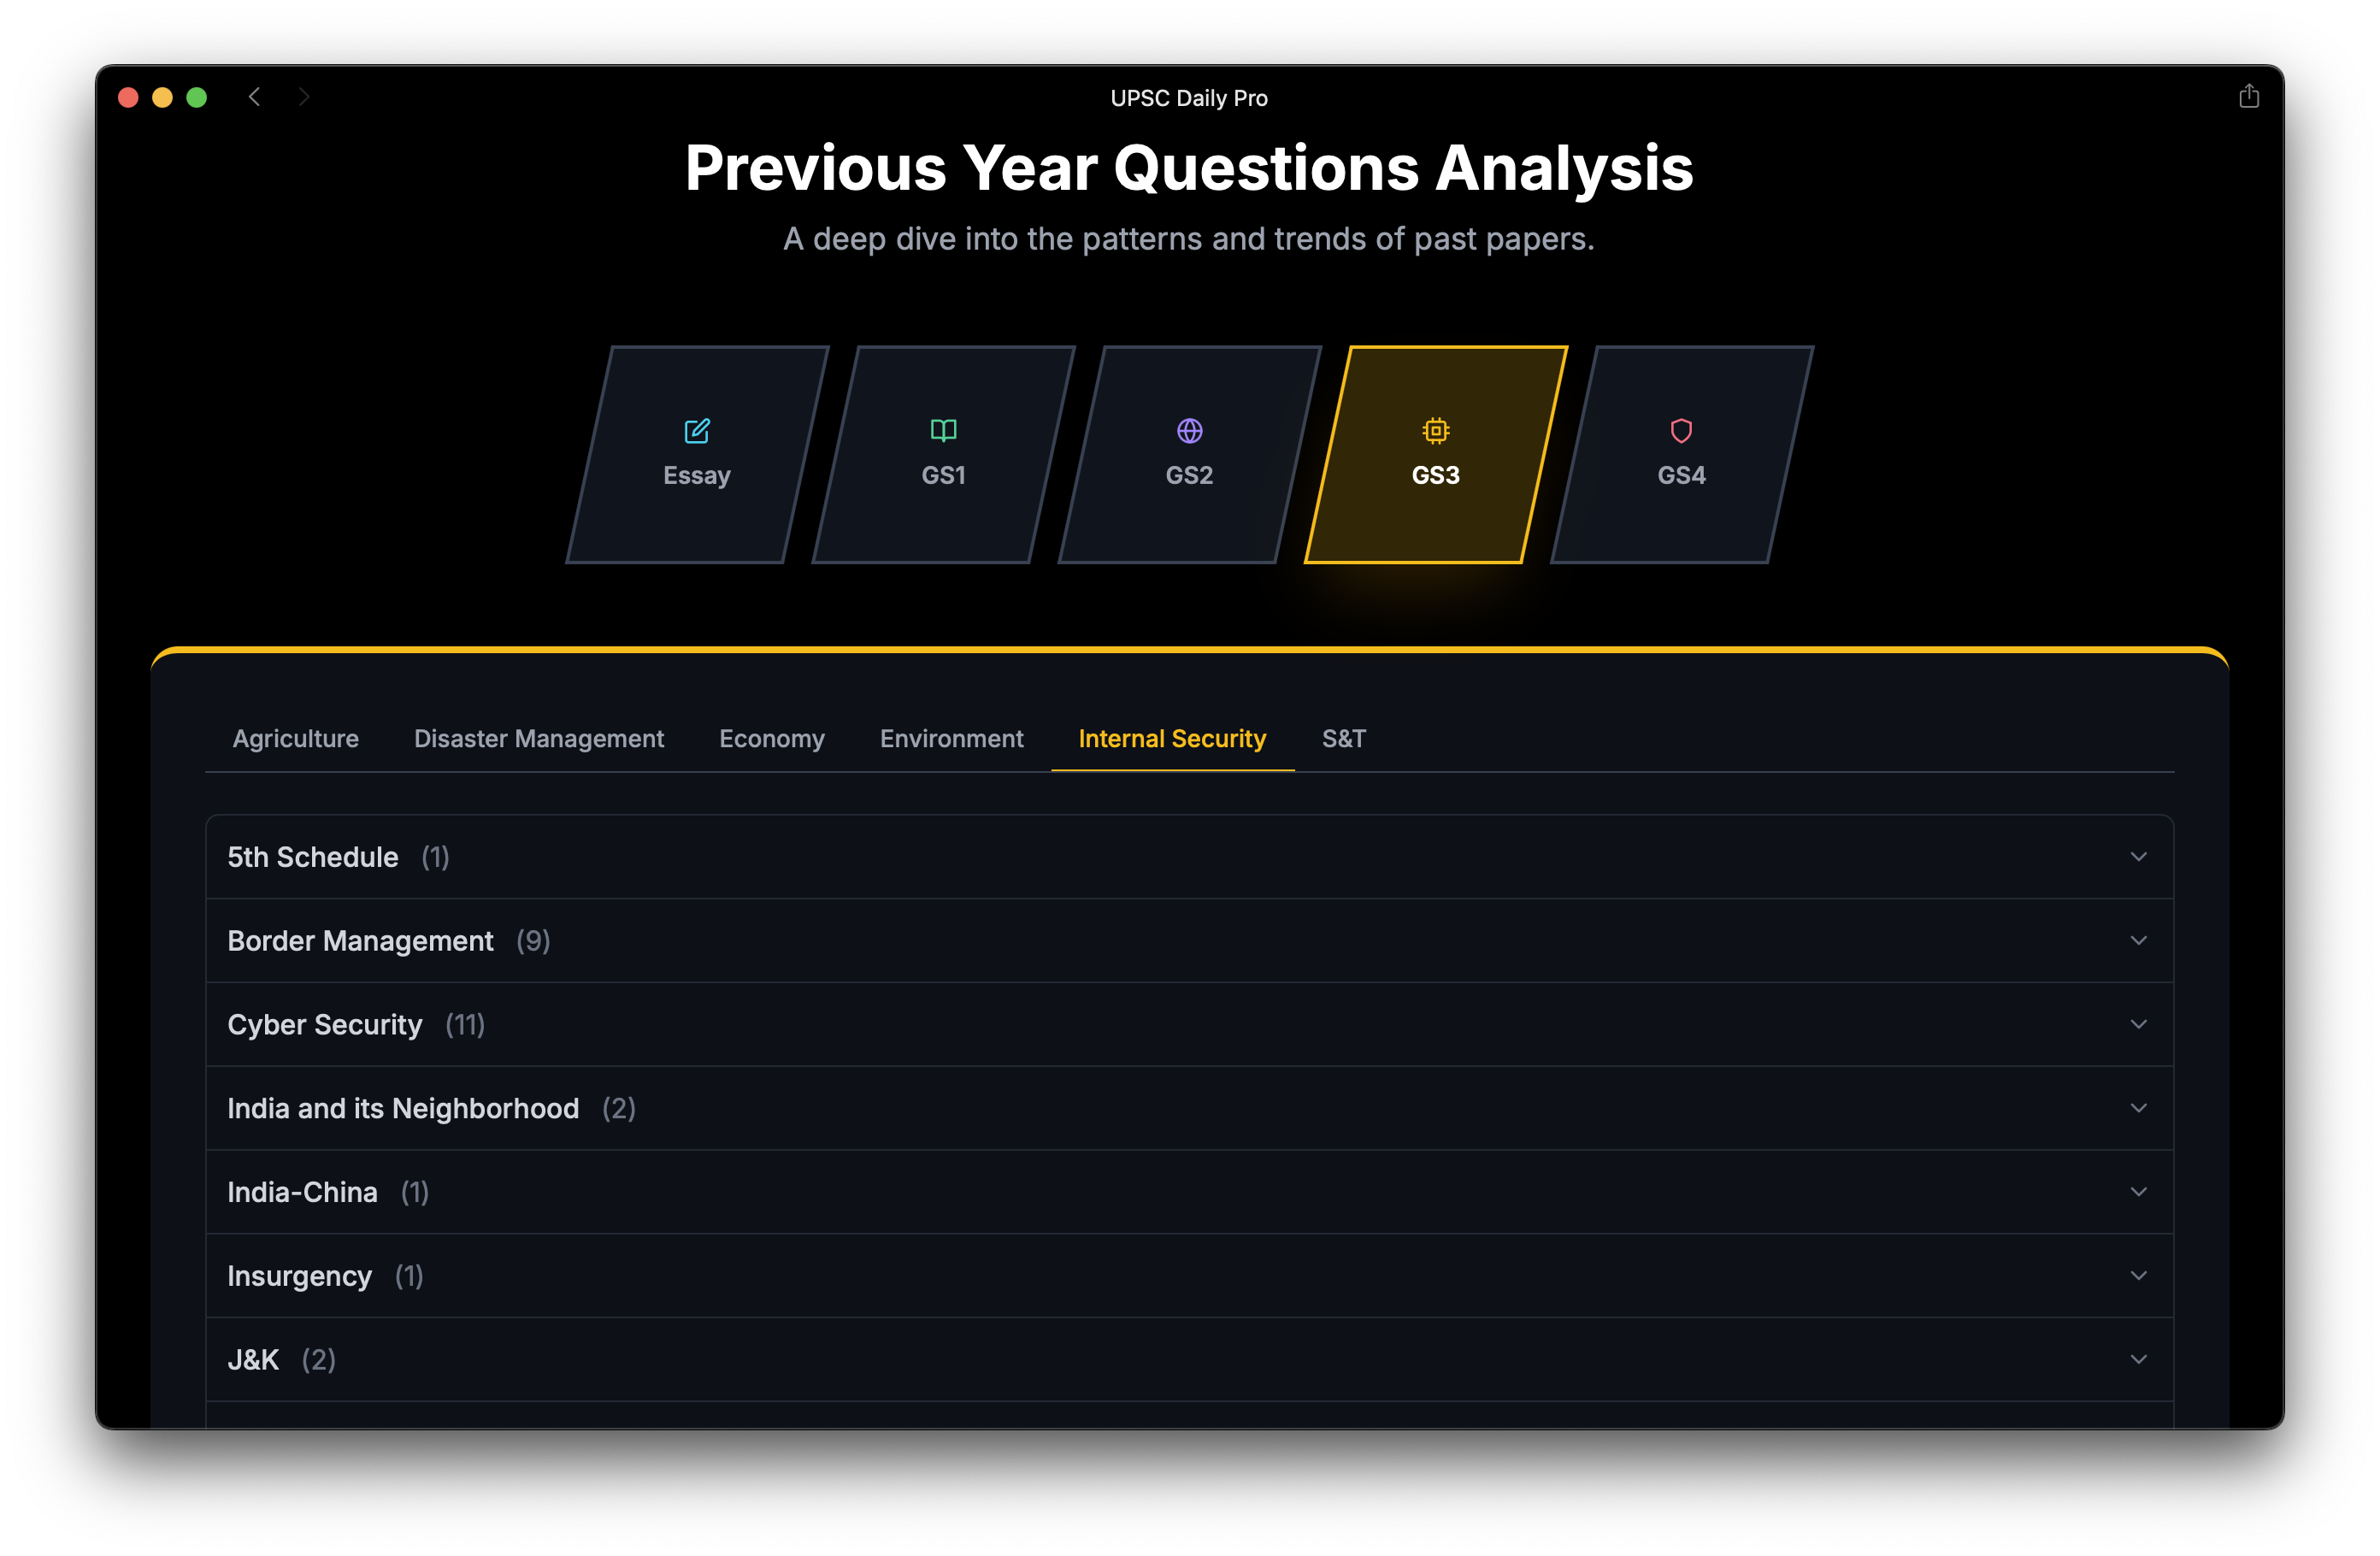 UPSC Daily Pro
Previous Year Questions Analysis
A deep dive into the patterns and trends of past papers.
Essay
GS1
GS2
GS3
GS4
Agriculture Disaster Management Economy Environment Internal Security S&T
5th Schedule (1)
Border Management (9)
Cyber Security (11)
India and its Neighborhood (2)
India-China (1)
Insurgency (1)
J&K (2)